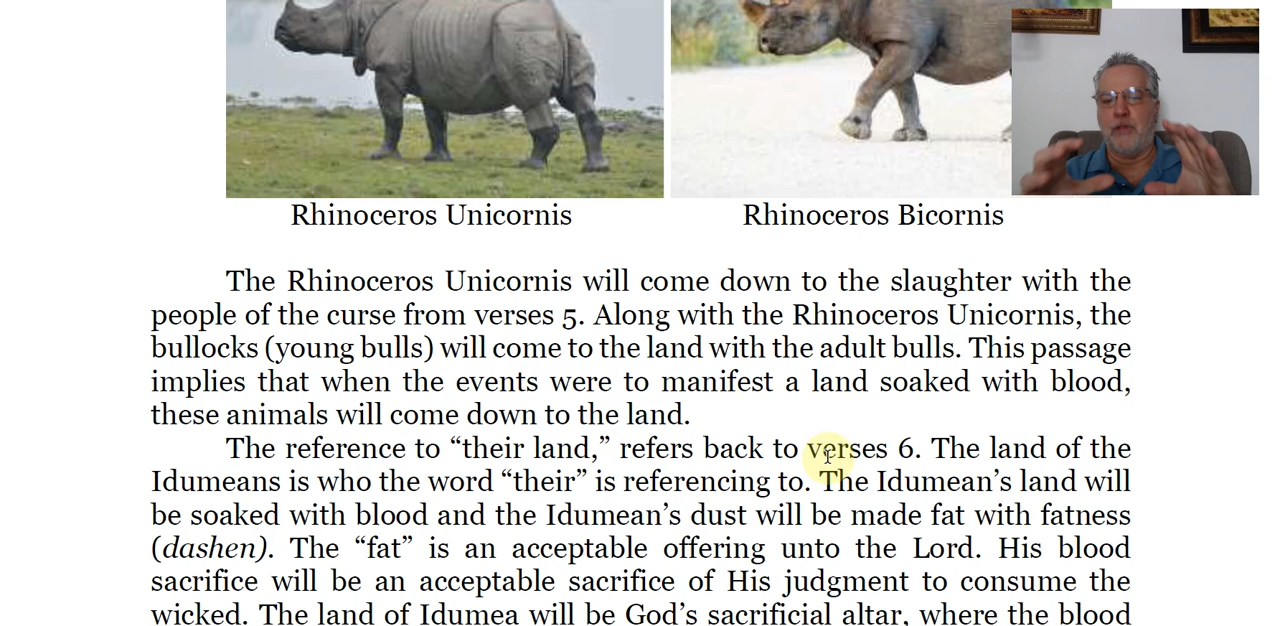 Rhinoceros Unicornis
Rhinoceros Bicornis
The Rhinoceros Unicornis will come down to the slaughter with the
people of the curse from verses 5. Along with the Rhinoceros Unicornis, the
bullocks (young bulls) will come to the land with the adult bulls. This passage
implies that when the events were to manifest a land soaked with blood,
these animals will come down to the land.
The reference to “their land,” refers back to verses 6. The land of the
Idumeans is who the word “their” is referencing to. The Idumean’s land will
be soaked with blood and the Idumean’s dust will be made fat with fatness
(dashen). The “fat” is an acceptable offering unto the Lord. His blood
sacrifice will be an acceptable sacrifice of His judgment to consume the
wicked. The land of Idumea will be God’s sacrificial altar, where the blood